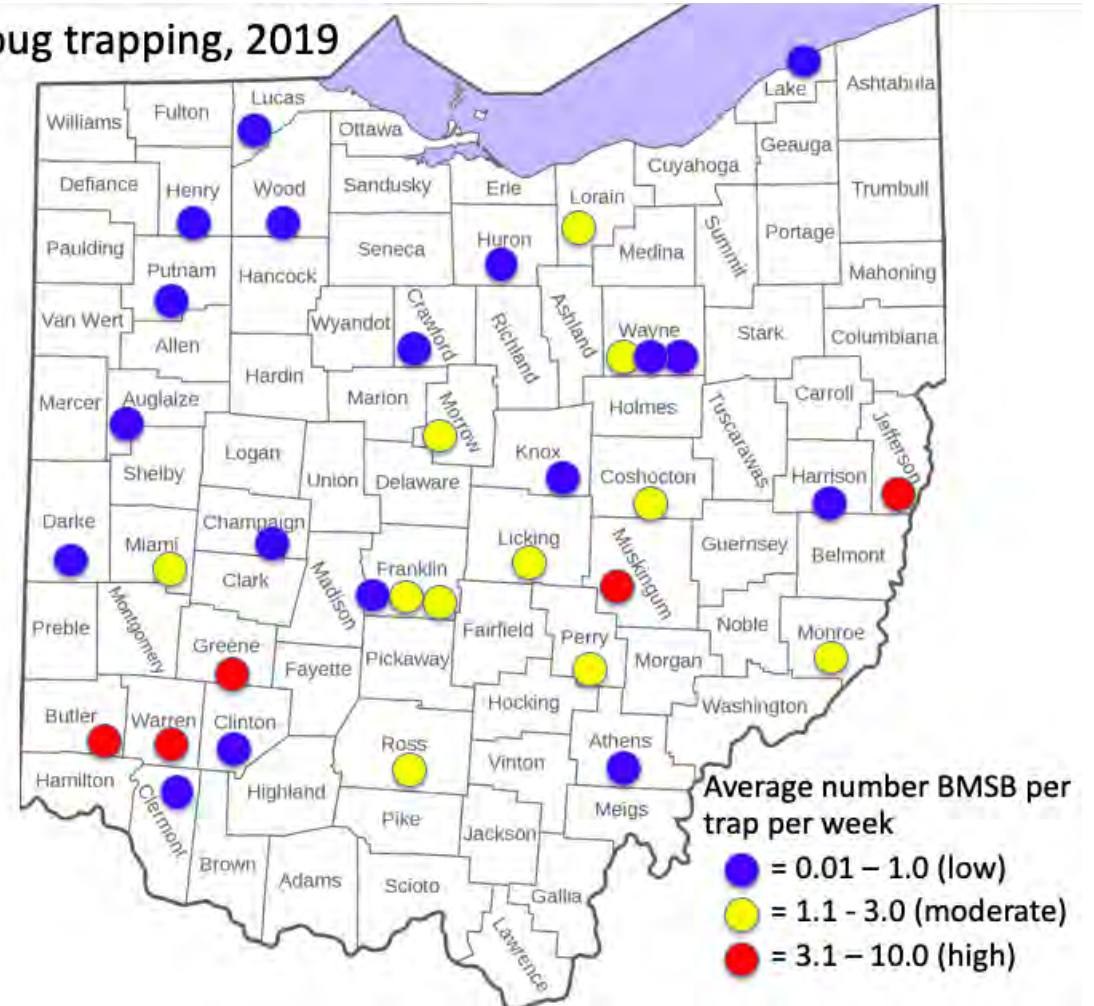 bug trapping, 2019
Lucas
Lake
Ashtabula
Williams
Fulton
Ottawa
Geauga
Cuyahoga
Defiance
Henry
Wood
Sandusky
Erie
Lorain
Trumbull
Paulding
Putnam
Hancock
Seneca
Huron
Medina
Summit
Portage
Mahoning
Van Wert
Allen
Wyandot
Crawford
Richland
Ashland
Wayne
Stark
Columbiana
Mercer
Auglaize
Hardin
Marion
Morrow
Holmes
Tuscarawas
Carroll
Jefferson
Shelby
Logan
Union
Delaware
Knox
Coshocton
Harrison
Darke
Miami
Champaign
Clark
Madison
Franklin
Licking
Muskingum
Guernsey
Belmont
Preble
Montgomery
Greene
Fayette
Pickaway
Fairfield
Perry
Morgan
Noble
Monroe
Butler
Warren
Clinton
Ross
Hocking
Vinton
Athens
Washington
Hamilton
Clermont
Highland
Pike
Jackson
Meigs
Brown
Adams
Scioto
Gallia
Lawrence
Average number BMSB per
trap per week
= 0.01 – 1.0 (low)
= 1.1 - 3.0 (moderate)
= 3.1 – 10.0 (high)